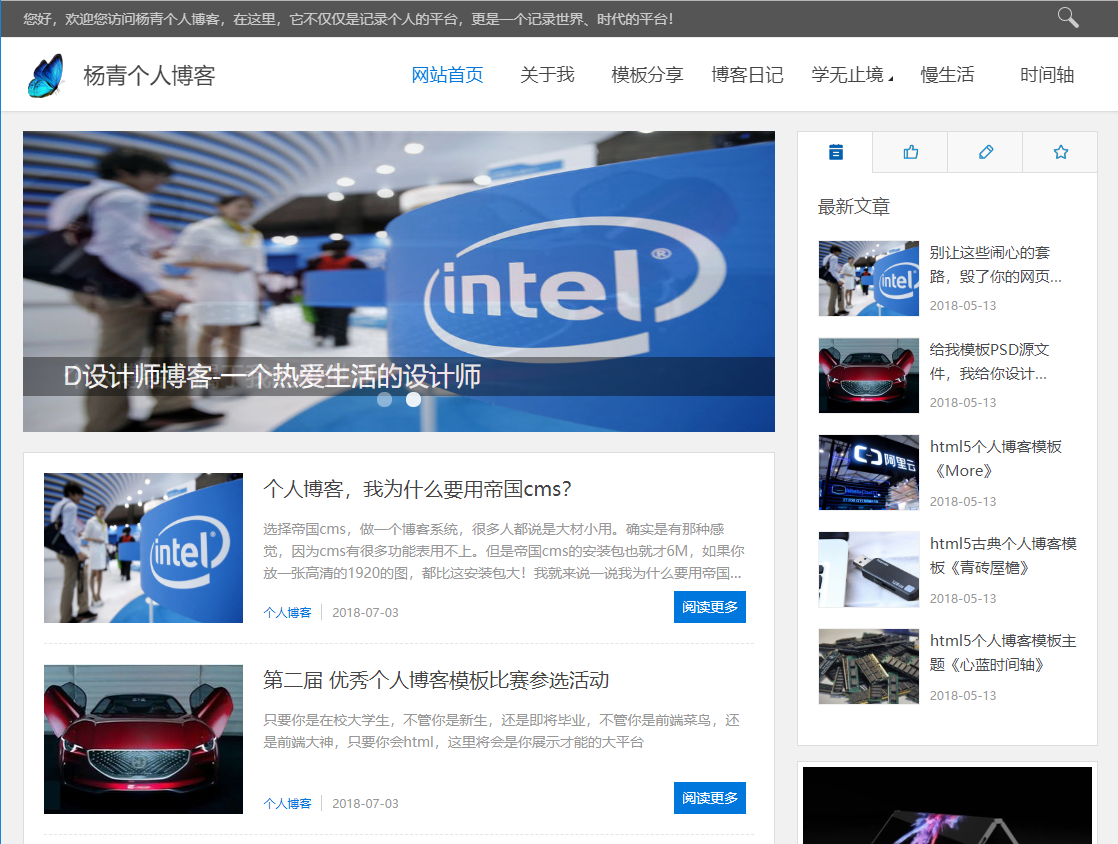 您好，欢迎您访问杨青个人博客，在这里，它不仅仅是记录个人的平台，更是一个记录世界、时代的平台！
杨青个人博客
网站首页 关于我 模板分享 博客日记 学无止境 慢生活 时间轴
intel®
D设计师博客-一个热爱生活的设计师
intel
个人博客，我为什么要用帝国cms？
选择帝国cms，做一个博客系统，很多人都说是大材小用。确实是有那种感
觉，因为cms有很多功能表用不上。但是帝国cms的安装包也就才6M，如果你
放一张高清的1920的图，都比这安装包大！我就来说一说我为什么要用帝国...
个人博客 2018-07-03 阅读更多
第二届 优秀个人博客模板比赛参选活动
只要你是在校大学生，不管你是新生，还是即将毕业，不管你是前端菜鸟，还
是前端大神，只要你会html，这里将会是你展示才能的大平台
个人博客 2018-07-03 阅读更多
最新文章
intel
别让这些闹心的套
路，毁了你的网页...
2018-05-13
给我模板PSD源文
件，我给你设计...
2018-05-13
阿里云
html5个人博客模板
《More》
2018-05-13
html5古典个人博客模
板《青砖屋檐》
2018-05-13
html5个人博客模板主
题《心蓝时间轴》
2018-05-13